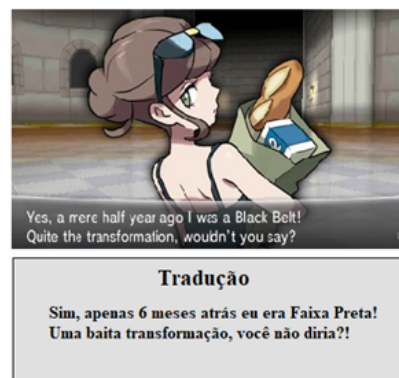 Yes, a mere half year ago I was a Black Belt!
Quite the transformation, wouldn't you say?
Tradução
Sim, apenas 6 meses atrás eu era Faixa Preta!
Uma baita transformação, você não diria?!